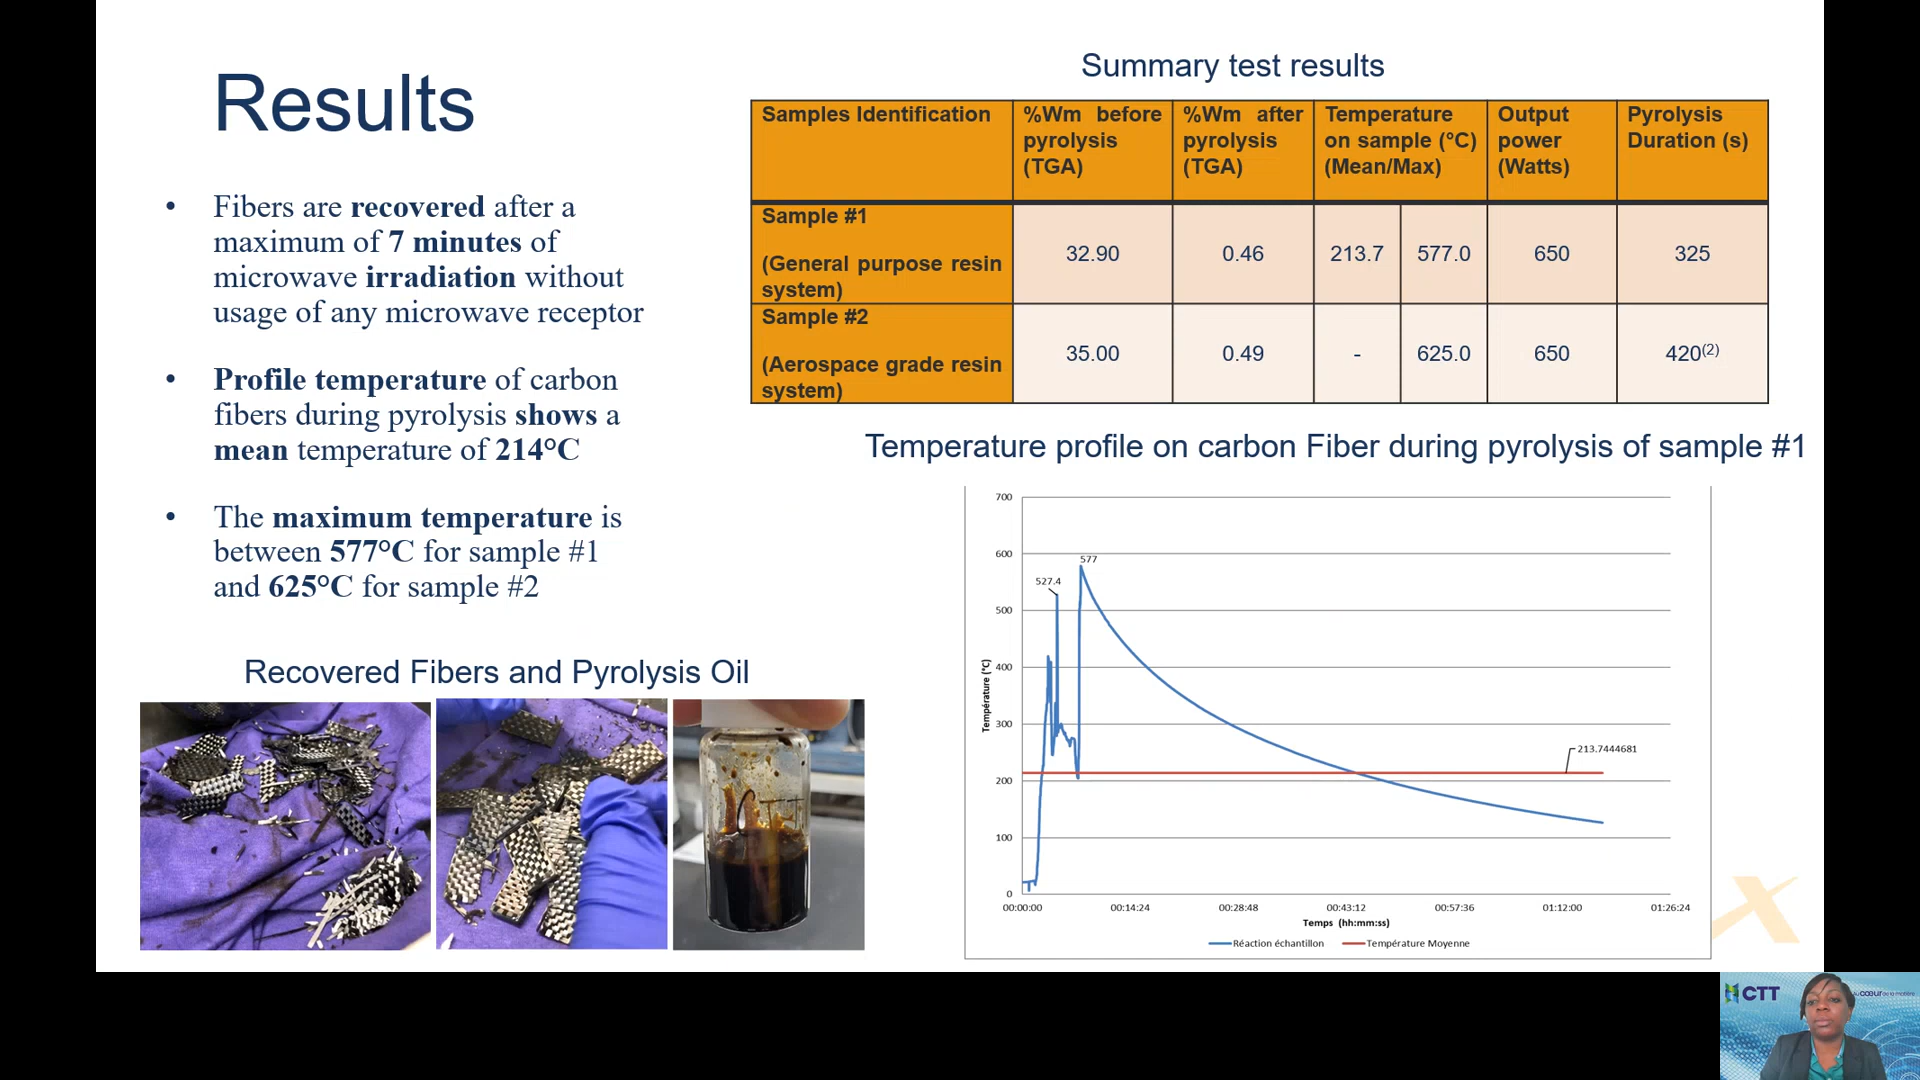 Results
• Fibers are recovered after a
maximum of 7 minutes of
microwave irradiation without
usage of any microwave receptor
• Profile temperature of carbon
fibers during pyrolysis shows a
mean temperature of 214°C
• The maximum temperature is
between 577°C for sample #1
and 625°C for sample #2
Recovered Fibers and Pyrolysis Oil
Summary test results
Samples Identification
%Wm before
pyrolysis
(TGA)
%Wm after
pyrolysis
(TGA)
Temperature
on sample (°C)
(Mean/Max)
Output
power
(Watts)
Pyrolysis
Duration (s)
Sample #1
(General purpose resin
system)
32.90
0.46
213.7
577.0
650
325
Sample #2
(Aerospace grade resin
system)
35.00
0.49
-
625.0
650
420(2)
Temperature profile on carbon Fiber during pyrolysis of sample #1
700
600
500
400
300
200
100
0
Température (°C)
527.4
577
213.7444681
00:00:00
00:14:24
00:28:48
00:43:12
00:57:36
01:12:00
01:26:24
Temps (hh:mm:ss)
Réaction échantillon
Température Moyenne
CTT